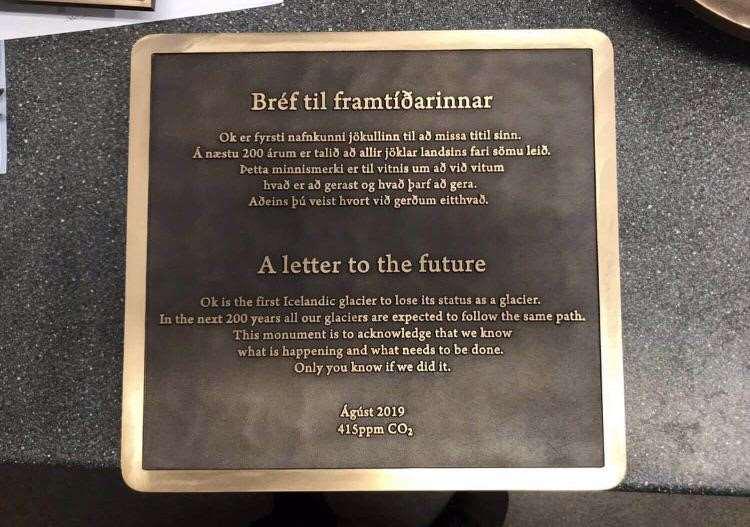 Bréf til framtíðarinnar
Ok er fyrsti nafnkunni jökullinn til að missa titil sinn.
Á næstu 200 árum er talið að allir jöklar landsins fari sömu leið.
Þetta minnismerki er til vitnis um að við vitum
hvað er að gerast og hvað þarf að gera.
Aðeins þú veist hvort við gerðum eitthvað.
A letter to the future
Ok is the first Icelandic glacier to lose its status as a glacier.
In the next 200 years all our glaciers are expected to follow the same path.
This monument is to acknowledge that we know
what is happening and what needs to be done.
Only you know if we did it.
Ágúst 2019
415ppm CO₂